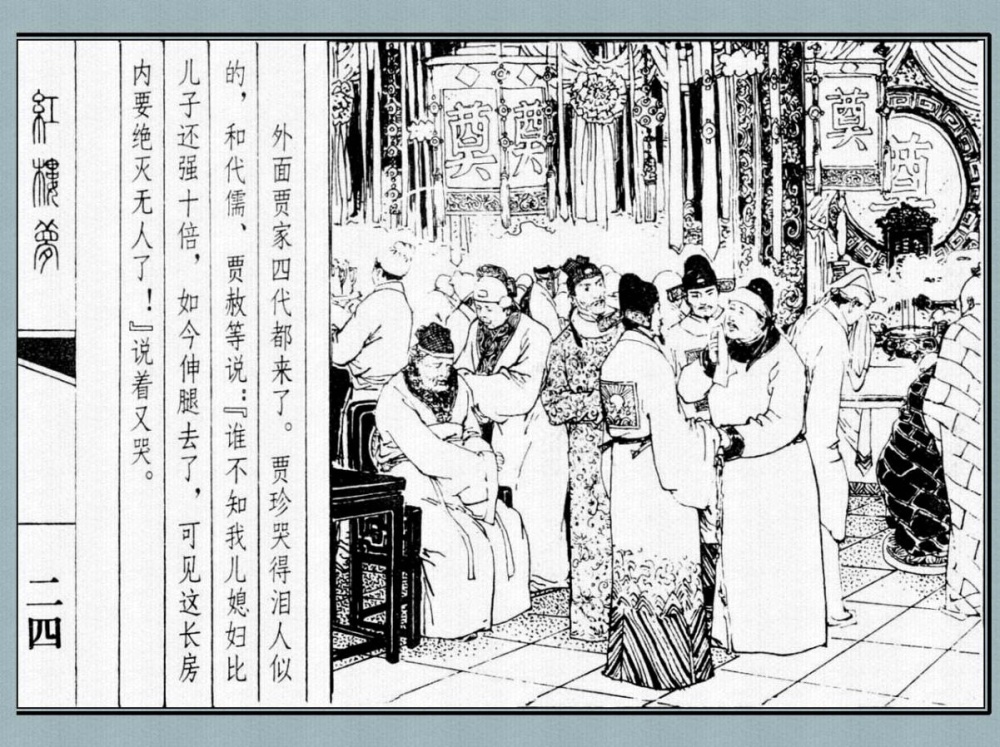 外面贾家四代都来了。贾珍哭得泪人似
的，和代儒、贾赦等说：『谁不知我儿媳妇比
儿子还强十倍，如今伸腿去了，可见这长房
内要绝灭无人了！』说着又哭。
紅樓夢
二四
奠
奠
奠
奠